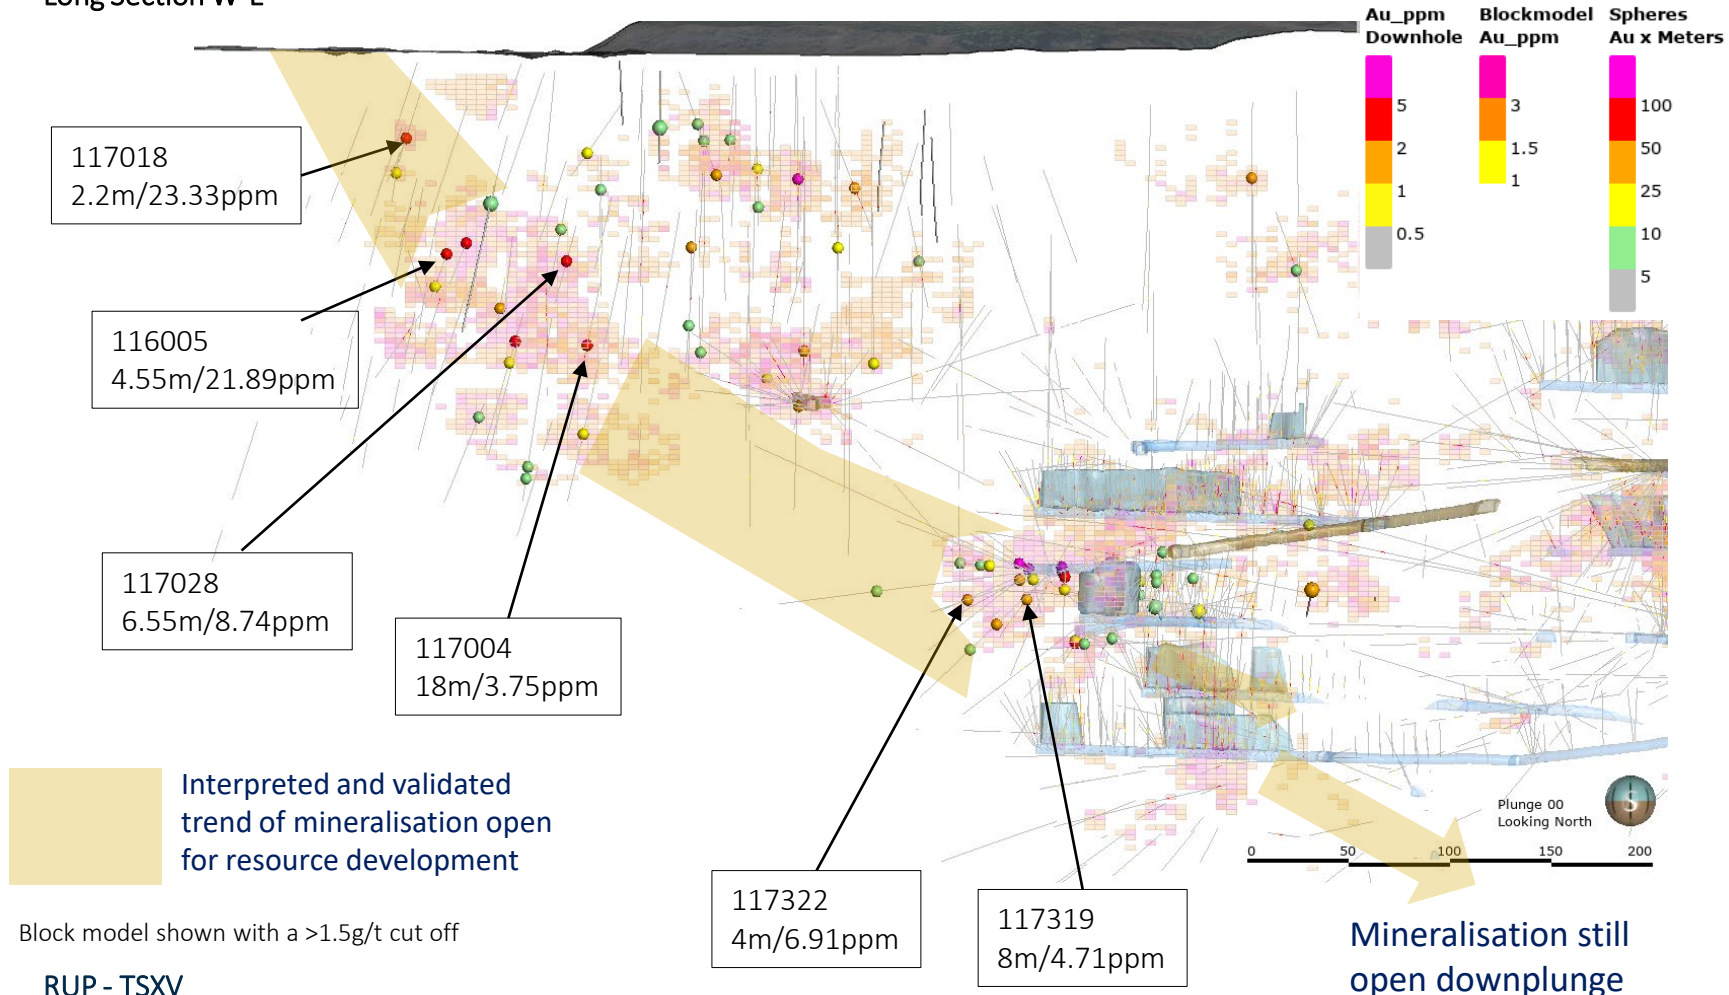 Long Section W-E
Au_ppm
Downhole
5
2
1
0.5
Blockmodel
Au_ppm
3
1.5
1
Spheres
Au x Meters
100
50
25
10
5
117018
2.2m/23.33ppm
116005
4.55m/21.89ppm
117028
6.55m/8.74ppm
117004
18m/3.75ppm
117322
4m/6.91ppm
117319
8m/4.71ppm
Interpreted and validated
trend of mineralisation open
for resource development
Plunge 00
Looking North
S
0 50 100 150 200
Block model shown with a >1.5g/t cut off
Mineralisation still
open downplunge
RUP - TSXV